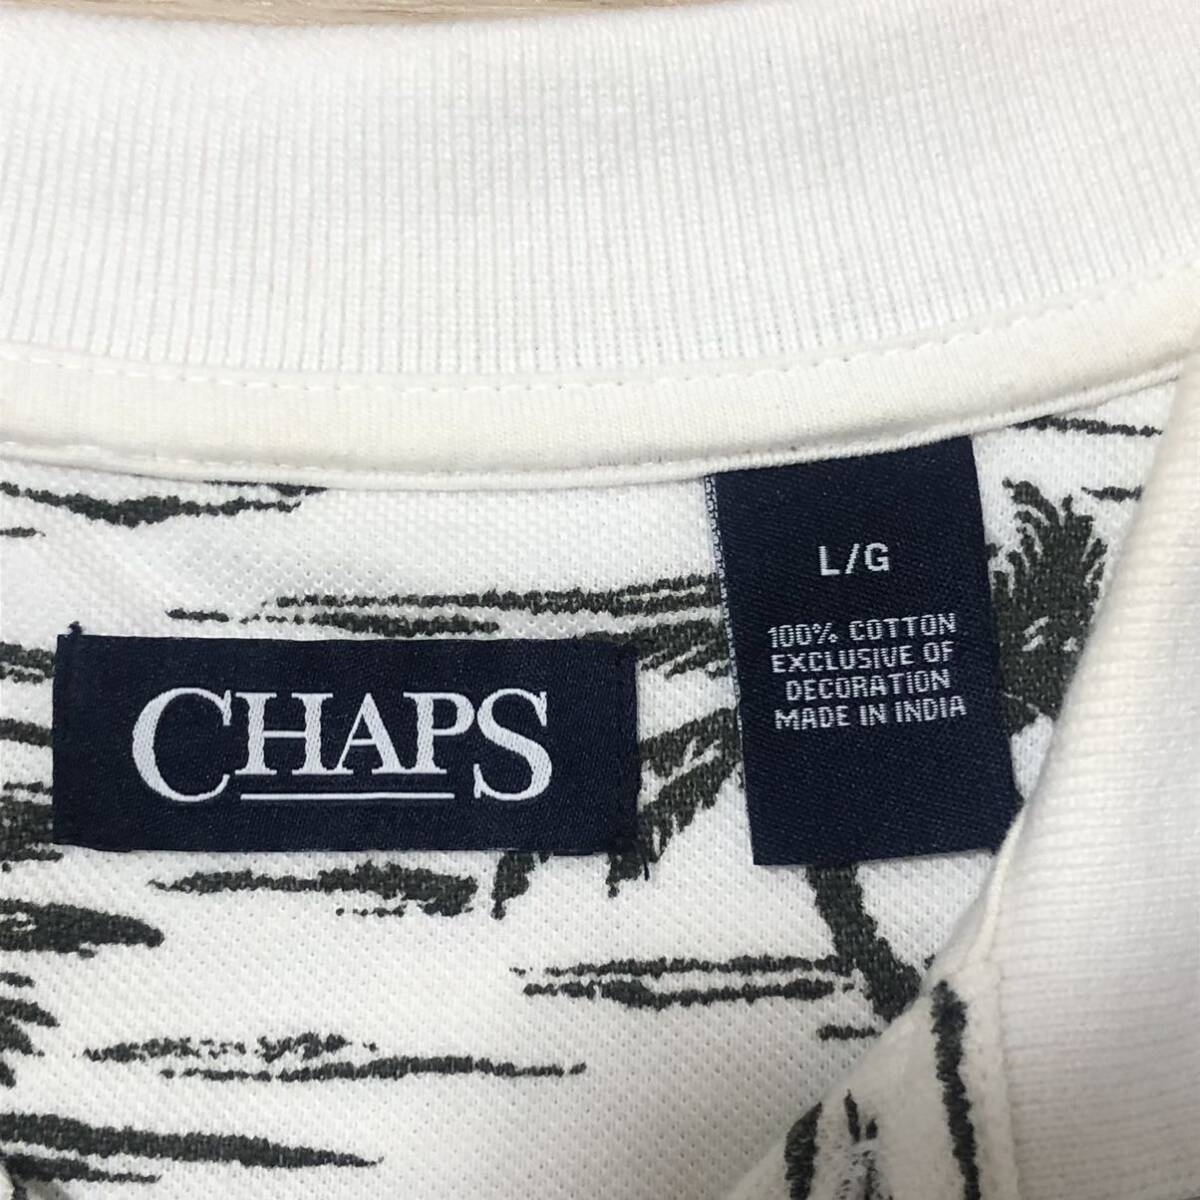 CHAPS
L/G
100% COTTON
EXCLUSIVE OF
DECORATION
MADE IN INDIA